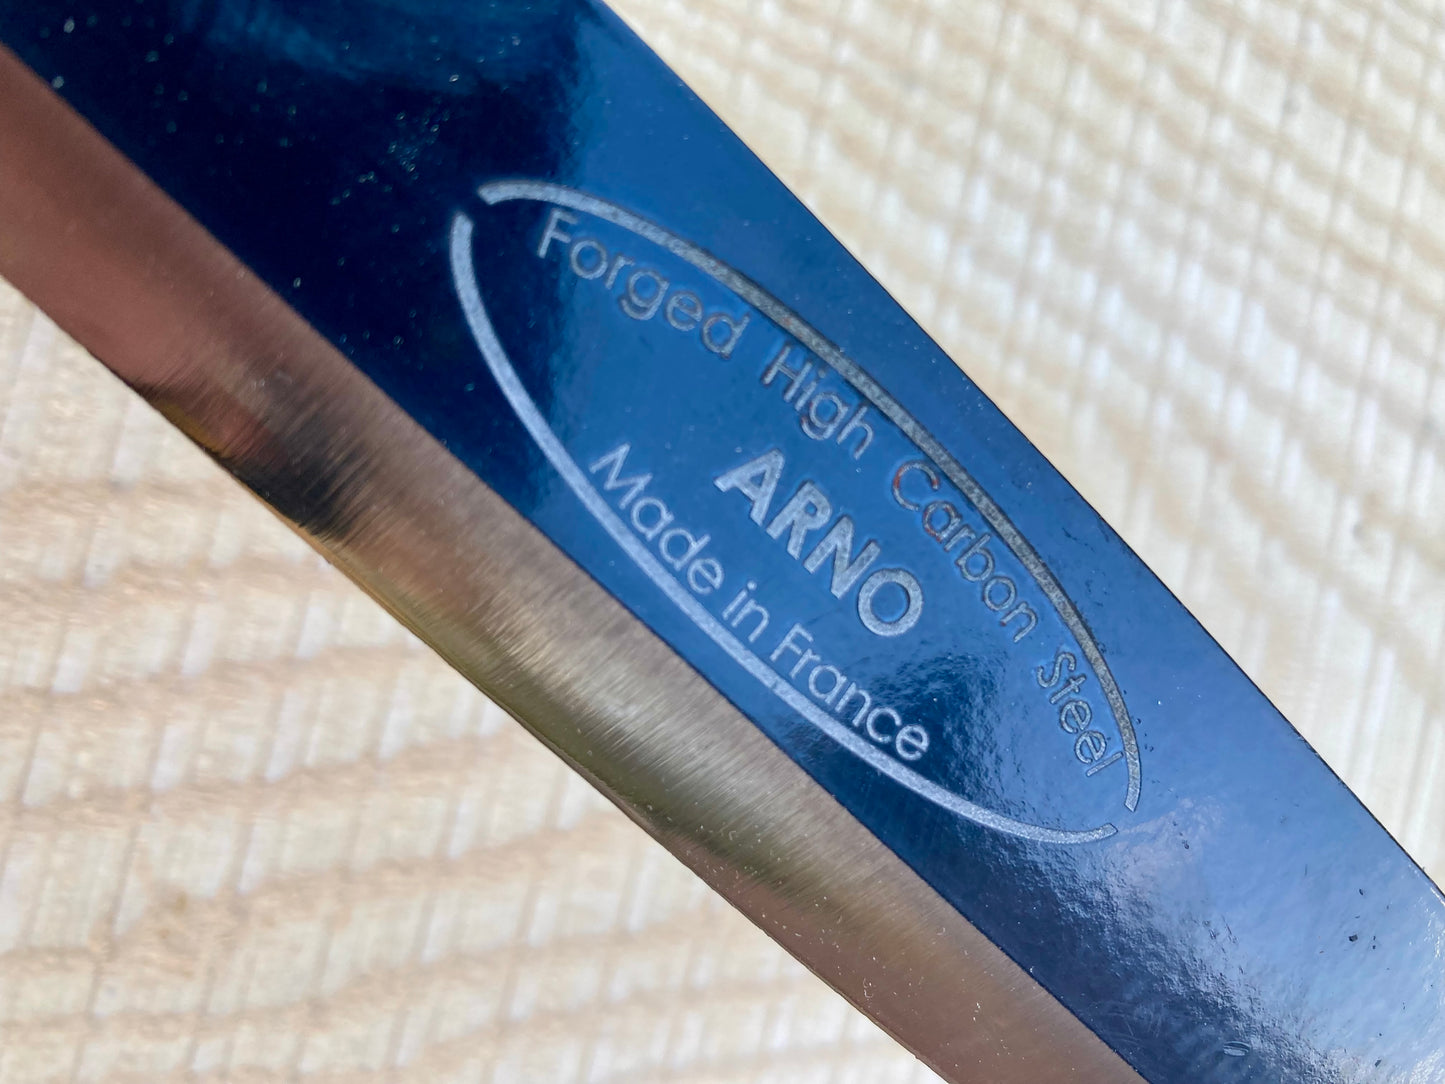 Forged High Carbon Steel
ARNO
Made in France